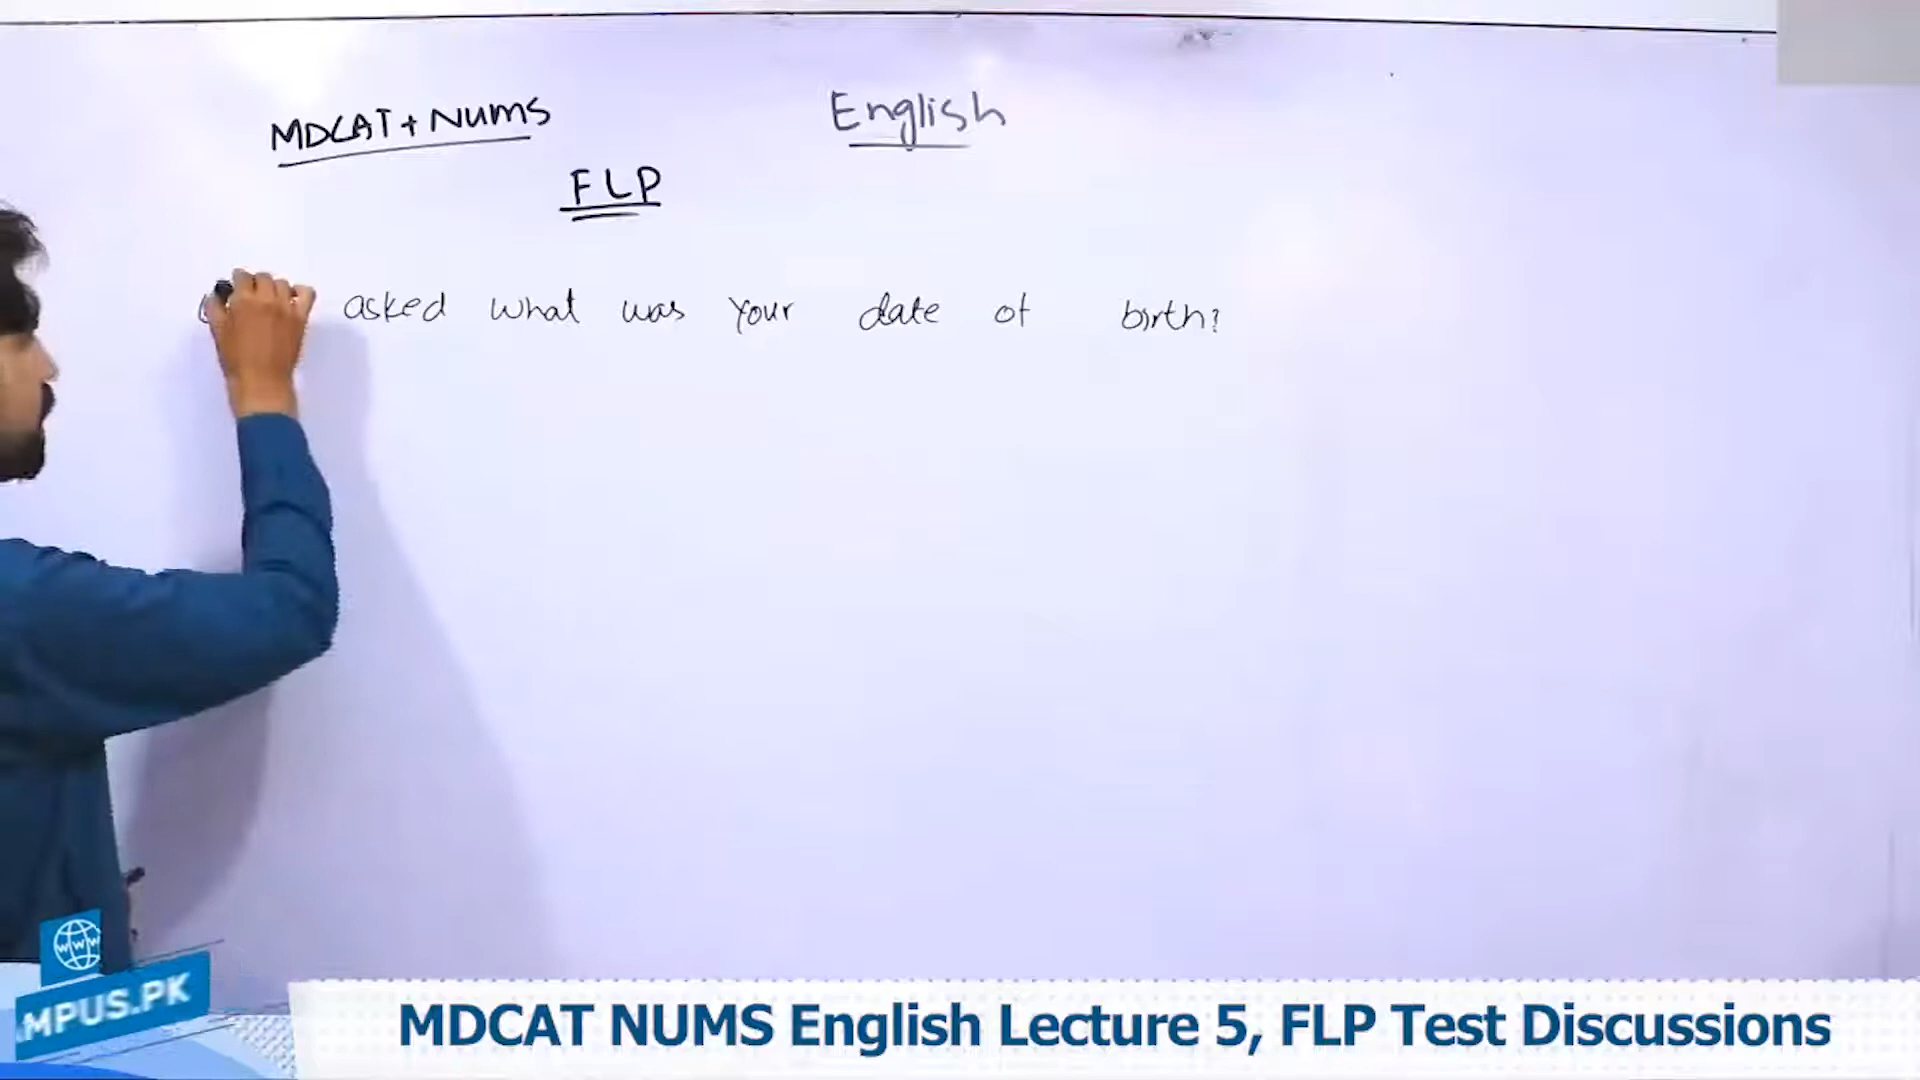 MDCAT + NUMS
English
FLP
asked what was your date of birth?
WWW
MPUS.PK
MDCAT NUMS English Lecture 5, FLP Test Discussions